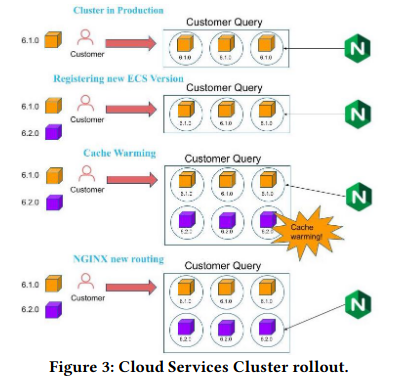 Cluster in Production
Customer Query
6.1.0
Customer
6.1.0 6.1.0 6.1.0
N
Registering new ECS Version
Customer Query
6.1.0
Customer
6.2.0
6.1.0 6.1.0 6.1.0
N
Cache Warming
Customer Query
6.1.0
Customer
6.2.0
6.1.0 6.1.0 6.1.0
6.2.0 6.2.0 6.2.0
Cache
warming!
N
NGINX new routing
Customer Query
6.1.0
Customer
6.2.0
6.1.0 6.1.0 6.1.0
6.2.0 6.2.0 6.2.0
N
Figure 3: Cloud Services Cluster rollout.